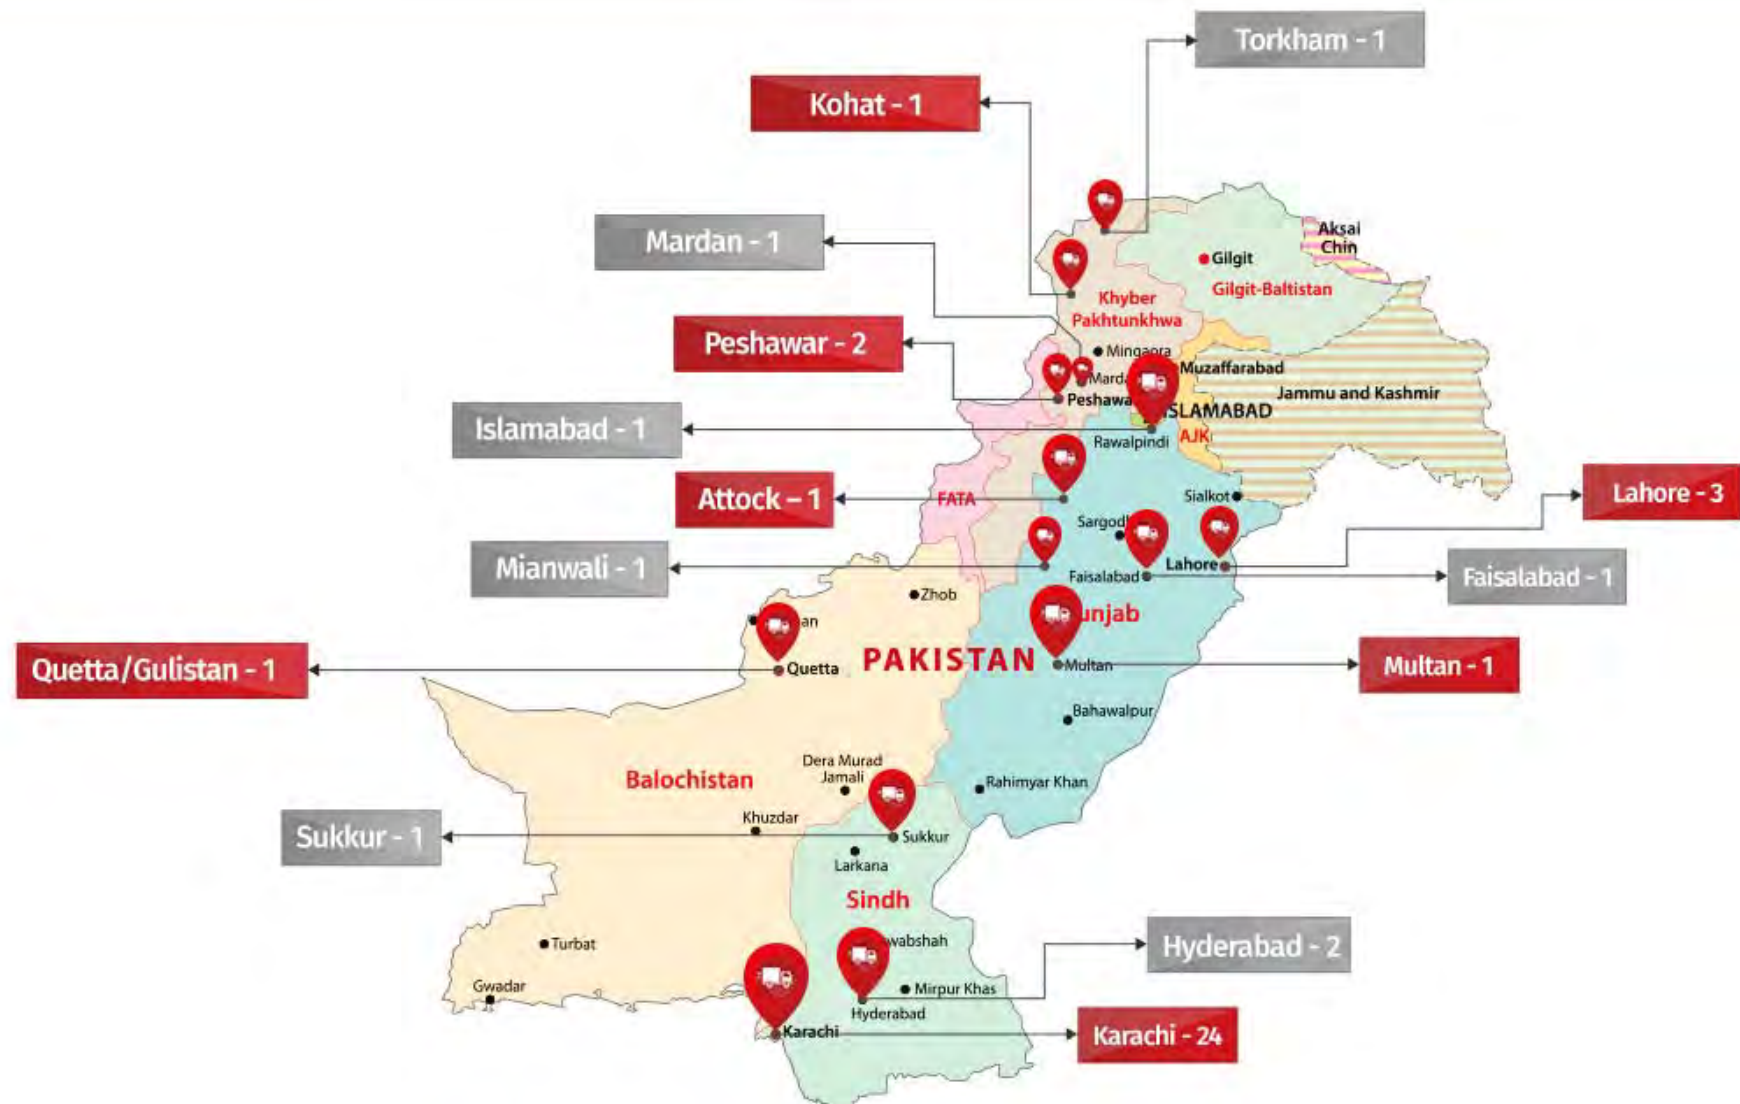 Torkham - 1
Kohat - 1
Mardan - 1
Aksai
Chin
Gilgit
Gilgit-Baltistan
Khyber
Pakhtunkhwa
Peshawar - 2
Mingaora
Muzaffarabad
Jammu and Kashmir
Islamabad - 1
Rawalpindi
AJK
Attock – 1
FATA
Sialkot
Lahore - 3
Mianwali - 1
Lahore
Faisalabad
Faisalabad - 1
Zhob
PAKISTAN
Quetta/Gulistan - 1
Quetta
Multan
Multan - 1
Bahawalpur
Balochistan
Dera Murad
Jamali
Rahimyar Khan
Khuzdar
Sukkur - 1
Sukkur
Larkana
Sindh
Turbat
Hyderabad - 2
Gwadar
Mirpur Khas
Hyderabad
Karachi
Karachi - 24